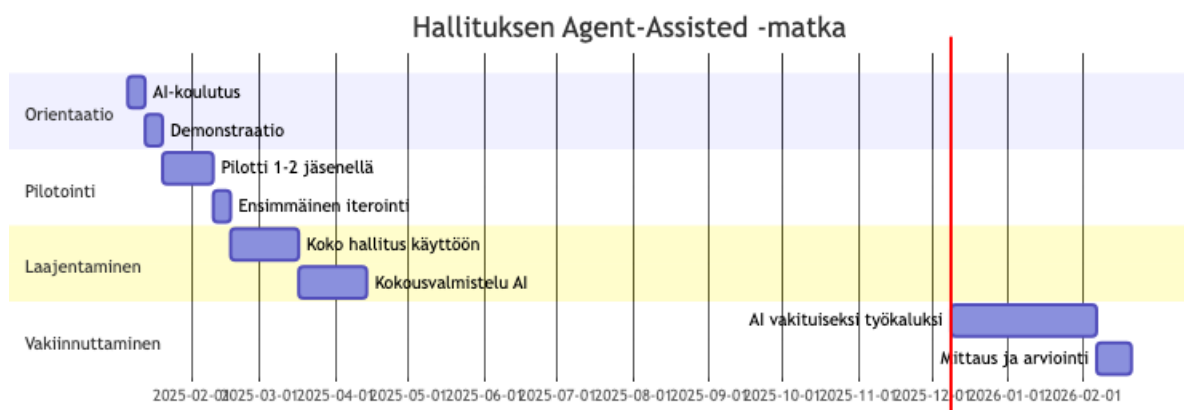 Hallituksen Agent-Assisted -matka
Orientaatio
AI-koulutus
Demonstraatio
Pilotointi
Pilotti 1-2 jäsenellä
Ensimmäinen iterointi
Laajentaminen
Koko hallitus käyttöön
Kokousvalmistelu AI
Vakiinnuttaminen
AI vakituiseksi työkaluksi
Mittaus ja arviointi
2025-02-01 2025-03-01 2025-04-01 2025-05-01 2025-06-01 2025-07-01 2025-08-01 2025-09-01 2025-10-01 2025-11-01 2025-12-01 2026-01-01 2026-02-01